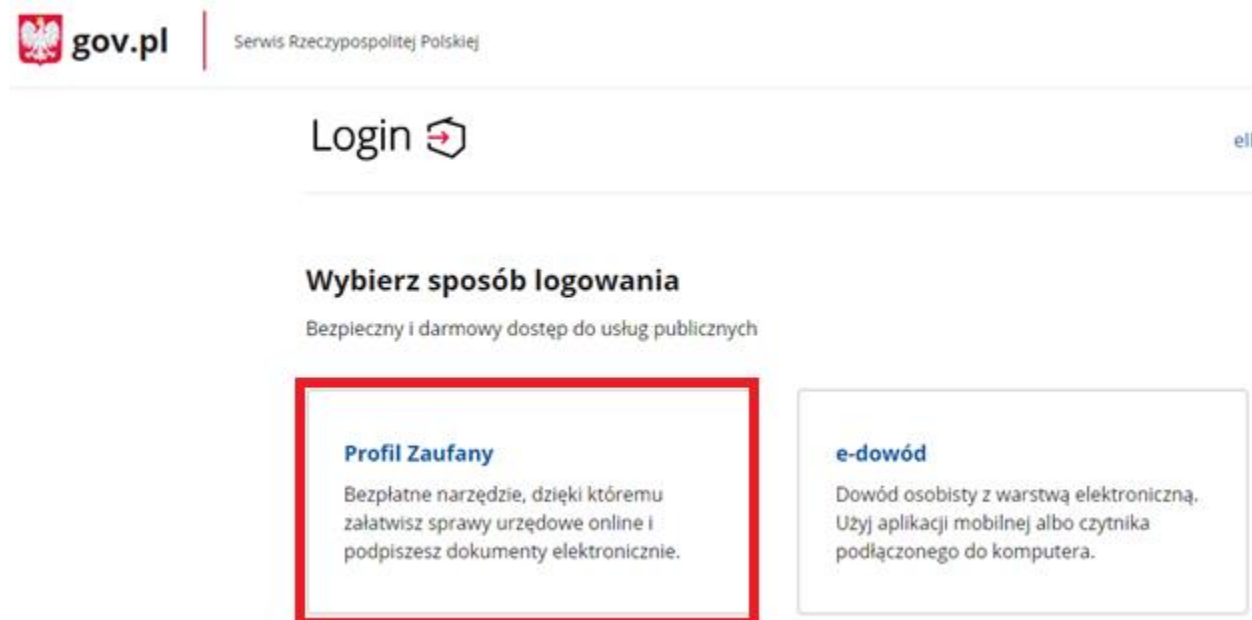 gov.pl
Serwis Rzeczypospolitej Polskiej
Login
Wybierz sposób logowania
Bezpieczny i darmowy dostęp do usług publicznych
Profil Zaufany
Bezpłatne narzędzie, dzięki któremu
załatwisz sprawy urzędowe online i
podpiszesz dokumenty elektronicznie.
e-dowód
Dowód osobisty z warstwą elektroniczną.
Użyj aplikacji mobilnej albo czytnika
podłączonego do komputera.